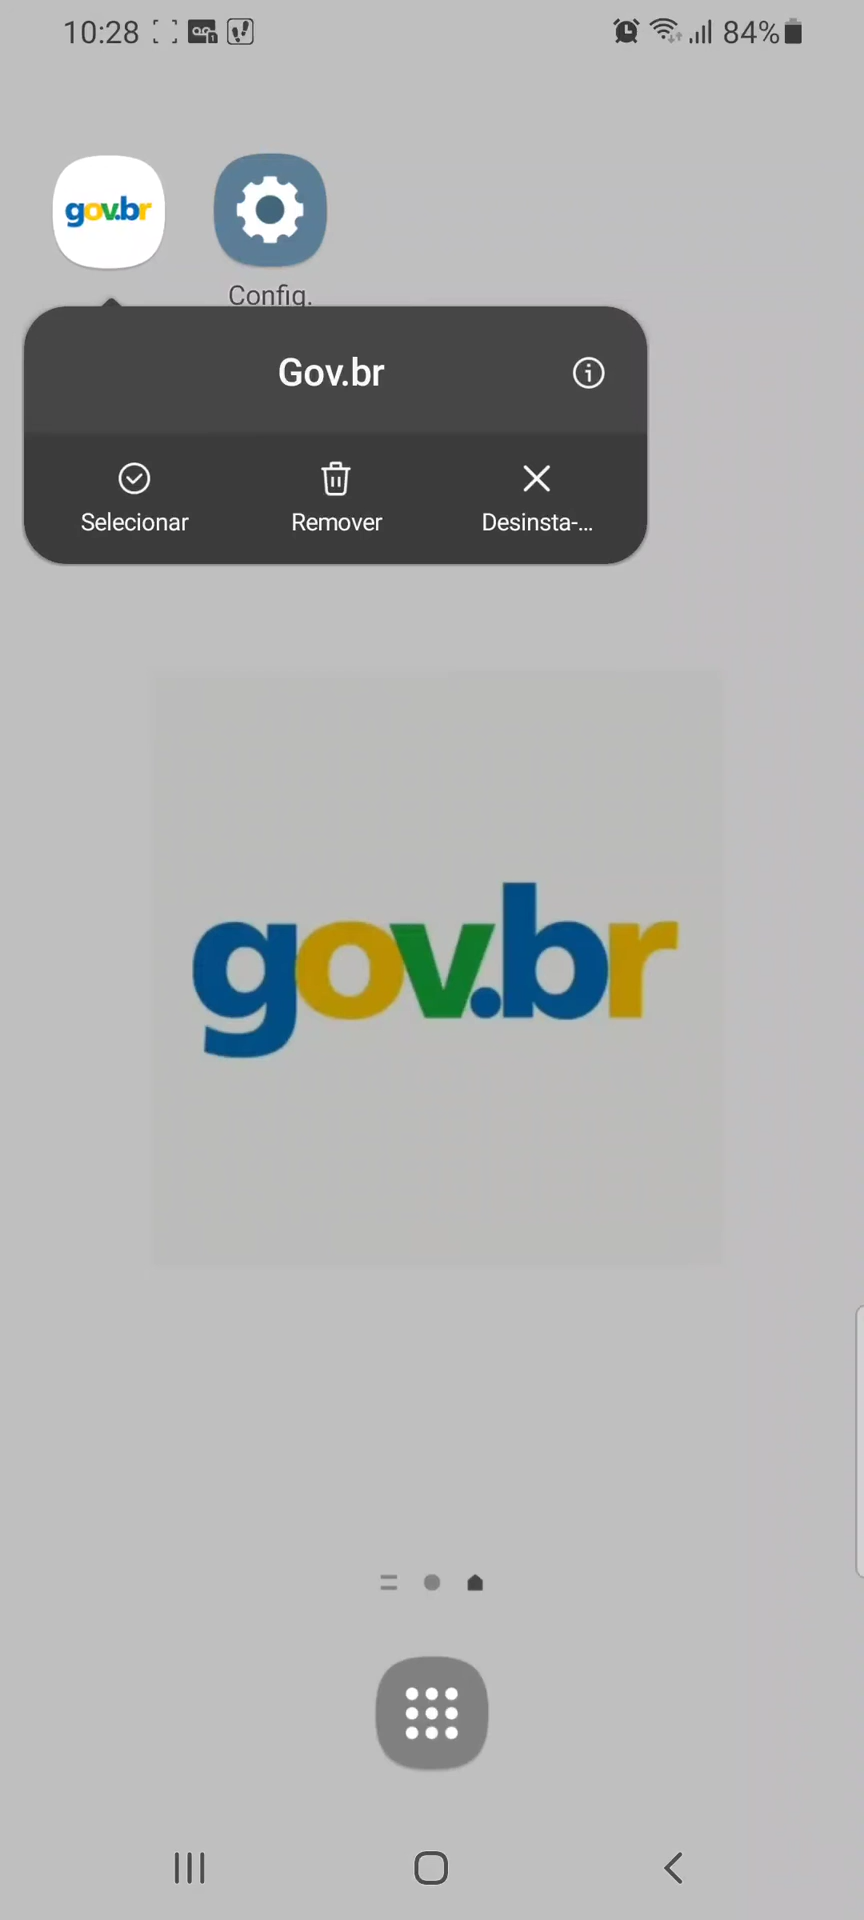 10:28
84%
gov.br
Config.
Gov.br
Selecionar
Remover
Desinsta-...
gov.br